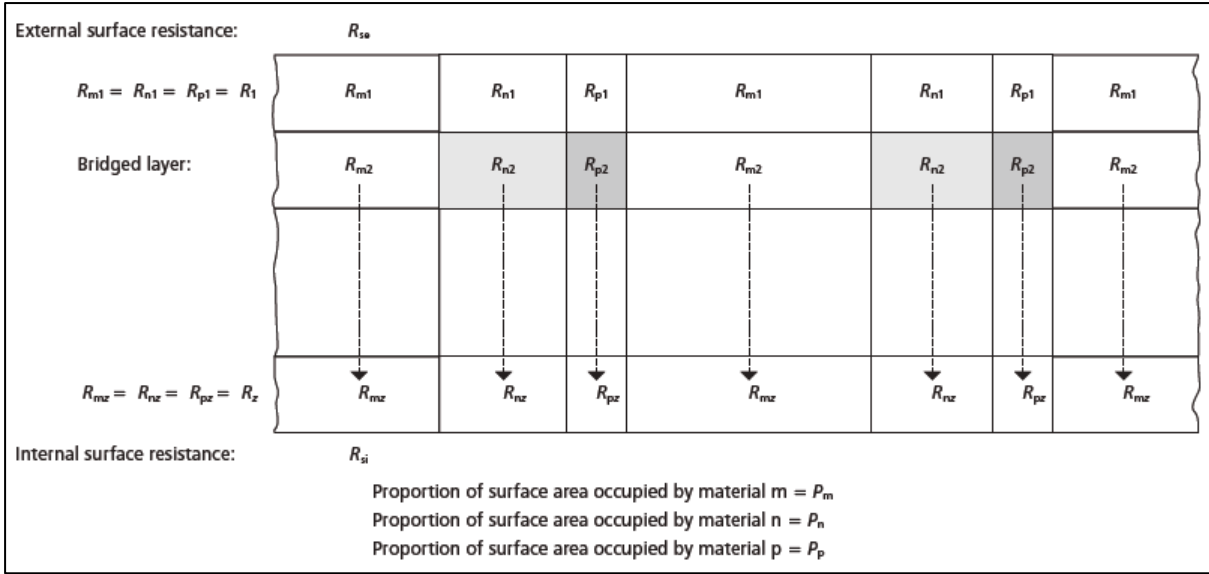 External surface resistance: Rse
Rm1 = Rn1 = Rp1 = R1 Rm1 Rn1 Rp1 Rm1 Rn1 Rp1 Rm1
Bridged layer: Rm2 Rn2 Rp2 Rm2 Rn2 Rp2 Rm2
Rmz = Rnz = Rpz = Rz Rmz Rnz Rpz Rmz Rnz Rpz Rmz
Internal surface resistance: Rsi
Proportion of surface area occupied by material m = Pm
Proportion of surface area occupied by material n = Pn
Proportion of surface area occupied by material p = Pp